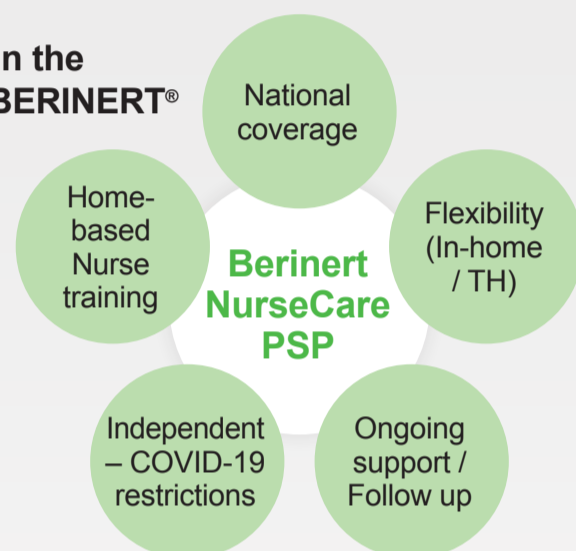 n the
BERINERT®
National
coverage
Home-
based
Nurse
training
Flexibility
(In-home
/ TH)
Berinert
NurseCare
PSP
Independent
– COVID-19
restrictions
Ongoing
support /
Follow up